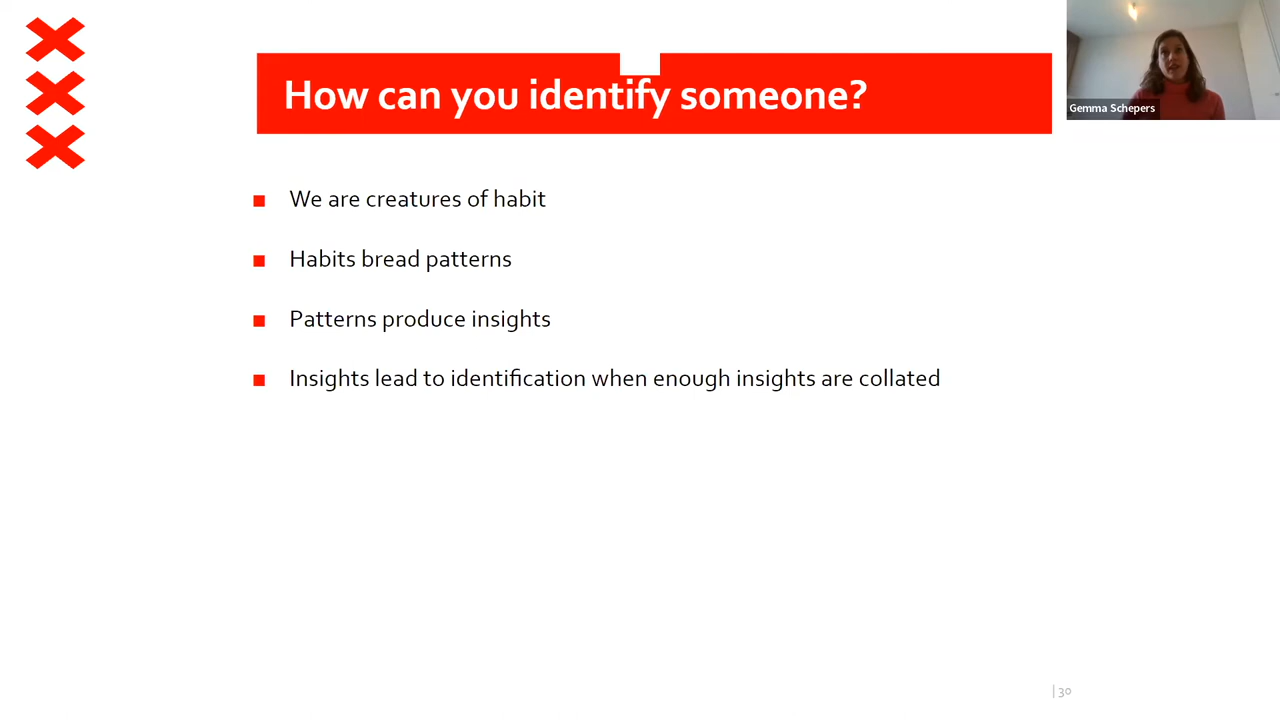 How can you identify someone?
Gemma Schepers
We are creatures of habit
Habits bread patterns
Patterns produce insights
Insights lead to identification when enough insights are collated
| 30